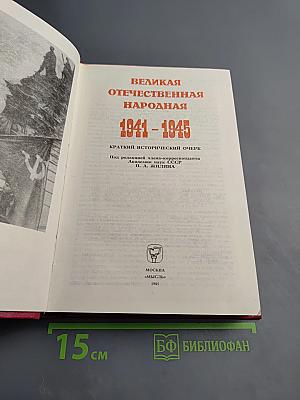 ВЕЛИКАЯ
ОТЕЧЕСТВЕННАЯ
НАРОДНАЯ
1941–1945
КРАТКИЙ ИСТОРИЧЕСКИЙ ОЧЕРК
Под редакцией члена-корреспондента
Академии наук СССР
П. А. ЖИЛИНА
МОСКВА
«МЫСЛЬ»
1985
15 см
БФ БИБЛИОФАН